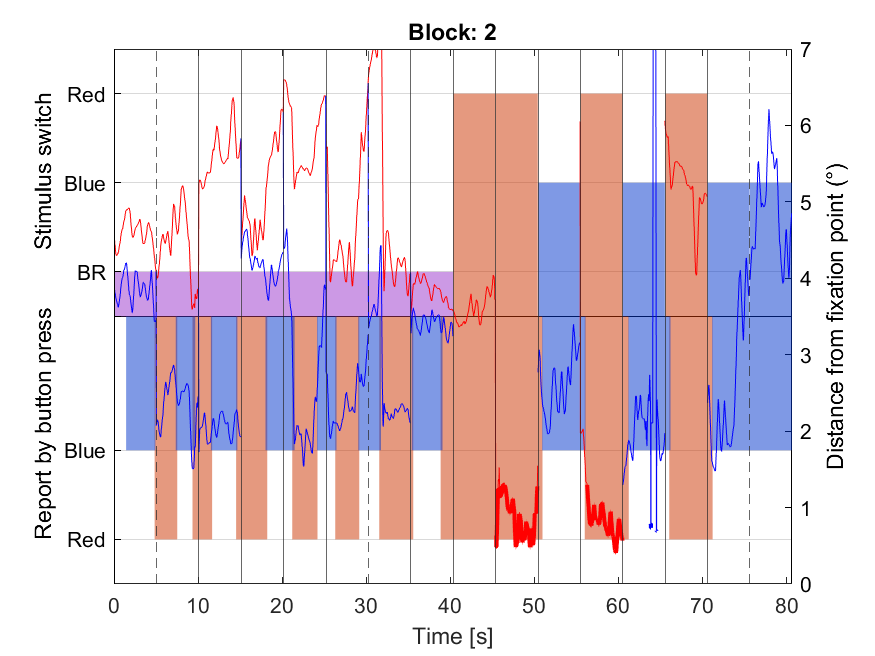 Block: 2
Stimulus switch
Report by button press
Red
Blue
BR
Blue
Red
0
10
20
30
40
50
60
70
80
Time [s]
7
6
5
4
3
2
1
0
Distance from fixation point (°)